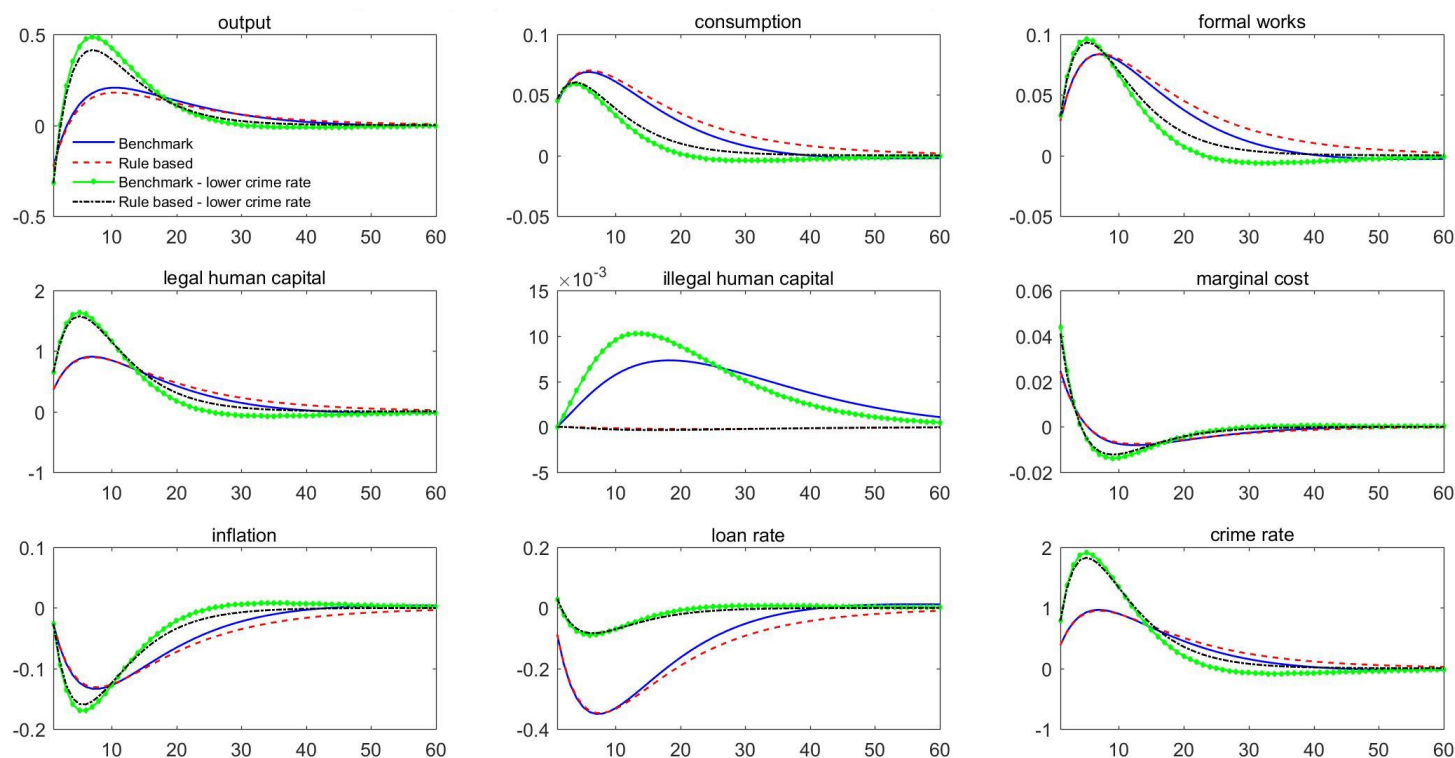 output
0.5
0
-0.5
Benchmark
Rule based
Benchmark - lower crime rate
Rule based - lower crime rate
10 20 30 40 50 60
consumption
0.1
0.05
0
-0.05
10 20 30 40 50 60
formal works
0.1
0.05
0
-0.05
10 20 30 40 50 60
legal human capital
2
1
0
-1
10 20 30 40 50 60
illegal human capital
×10-3
15
10
5
0
-5
10 20 30 40 50 60
marginal cost
0.06
0.04
0.02
0
-0.02
10 20 30 40 50 60
inflation
0.1
0
-0.1
-0.2
10 20 30 40 50 60
loan rate
0.2
0
-0.2
-0.4
10 20 30 40 50 60
crime rate
2
1
0
-1
10 20 30 40 50 60